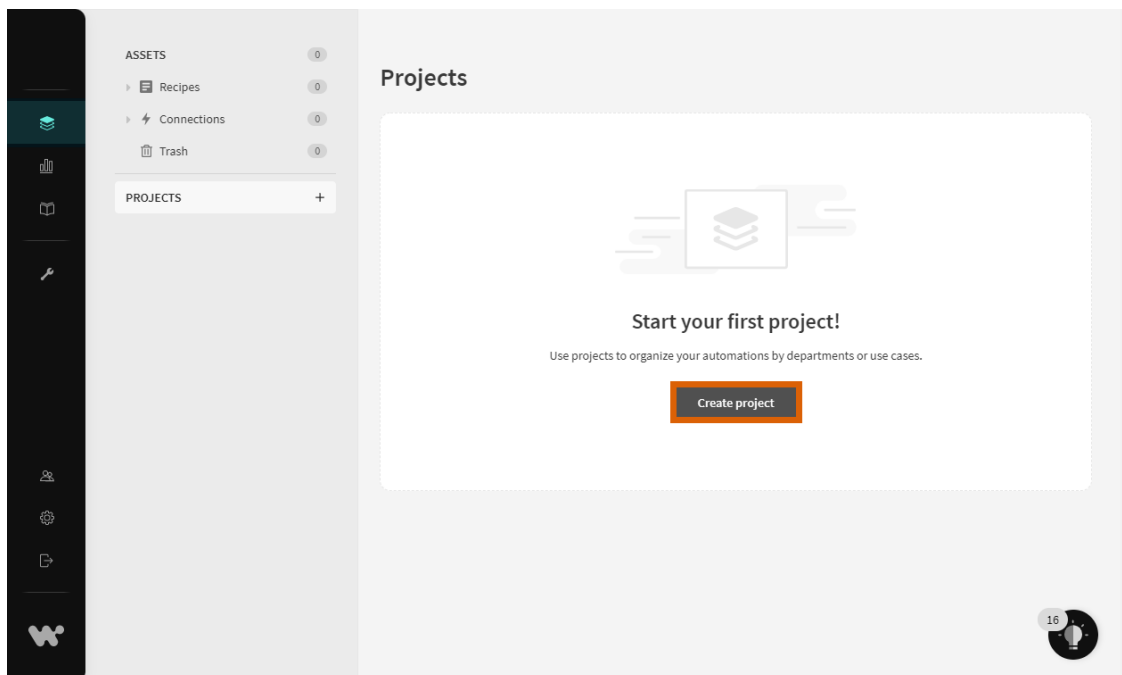 ASSETS 0
Recipes 0
Connections 0
Trash 0
PROJECTS +
Projects
Start your first project!
Use projects to organize your automations by departments or use cases.
Create project
16